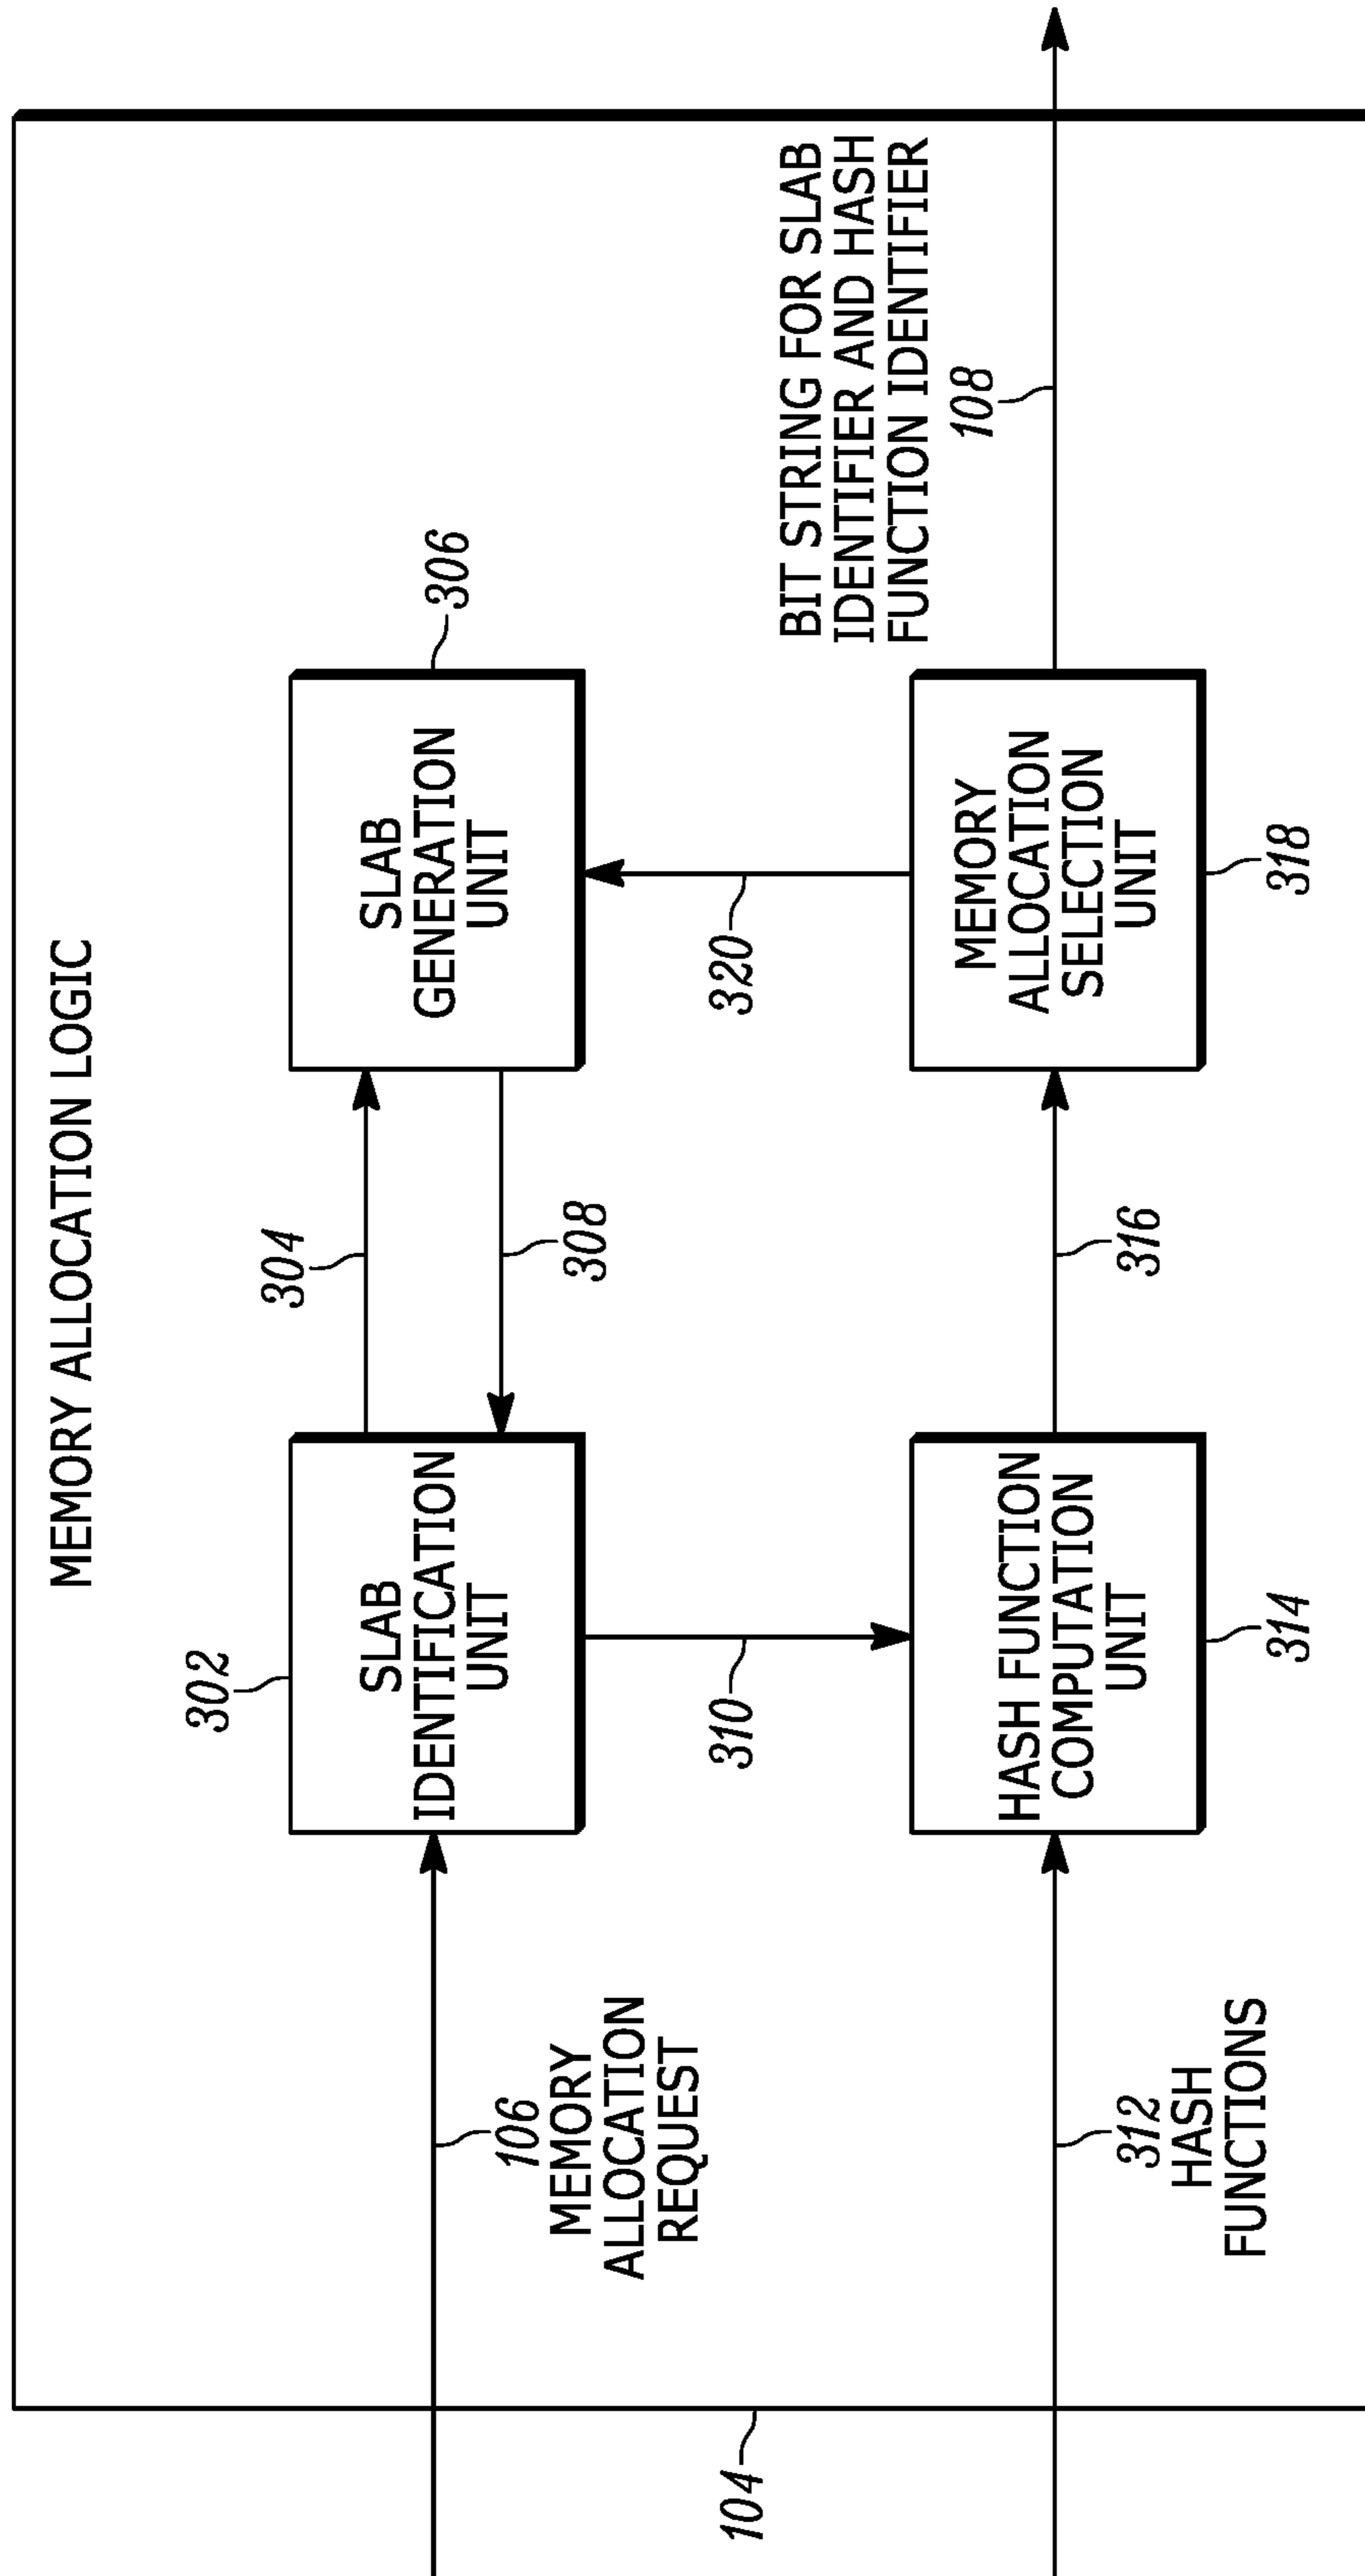 MEMORY ALLOCATION LOGIC
302
SLAB
IDENTIFICATION
UNIT
304
308
SLAB
GENERATION
UNIT
306
106
MEMORY
ALLOCATION
REQUEST
310
320
BIT STRING FOR SLAB
IDENTIFIER AND HASH
FUNCTION IDENTIFIER
108
104
312
HASH
FUNCTIONS
HASH FUNCTION
COMPUTATION
UNIT
314
316
MEMORY
ALLOCATION
SELECTION
UNIT
318